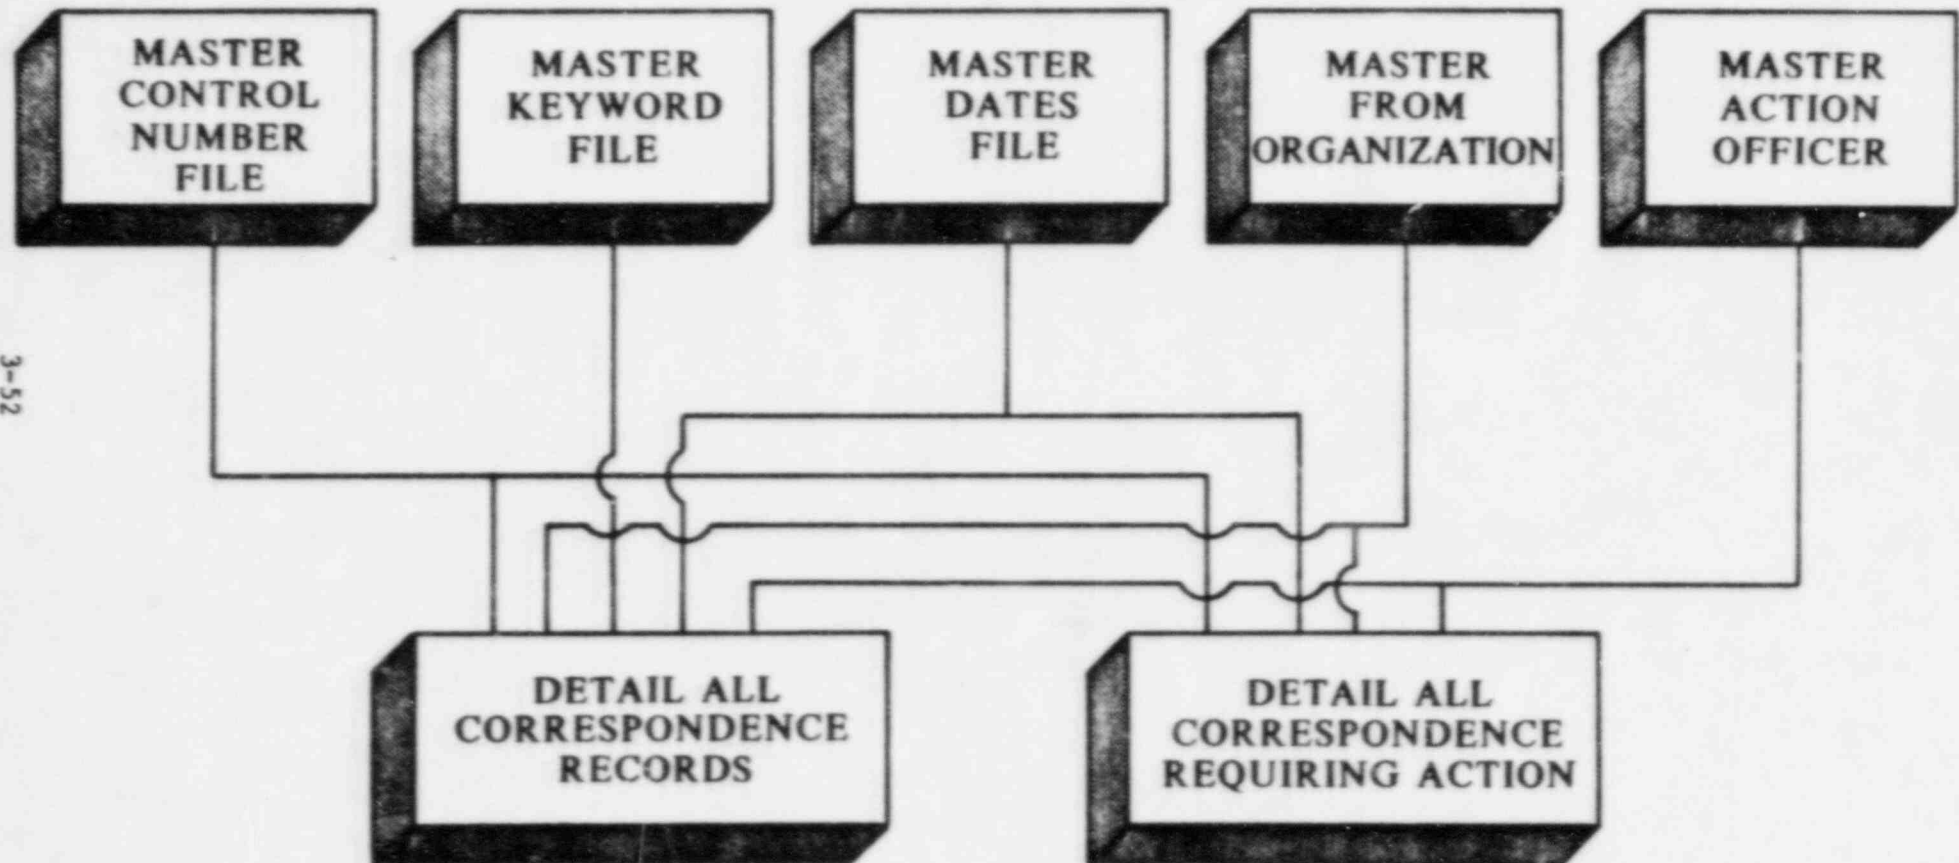 MASTER
CONTROL
NUMBER
FILE
MASTER
KEYWORD
FILE
MASTER
DATES
FILE
MASTER
FROM
ORGANIZATION
MASTER
ACTION
OFFICER
3-52
DETAIL ALL
CORRESPONDENCE
RECORDS
DETAIL ALL
CORRESPONDENCE
REQUIRING ACTION